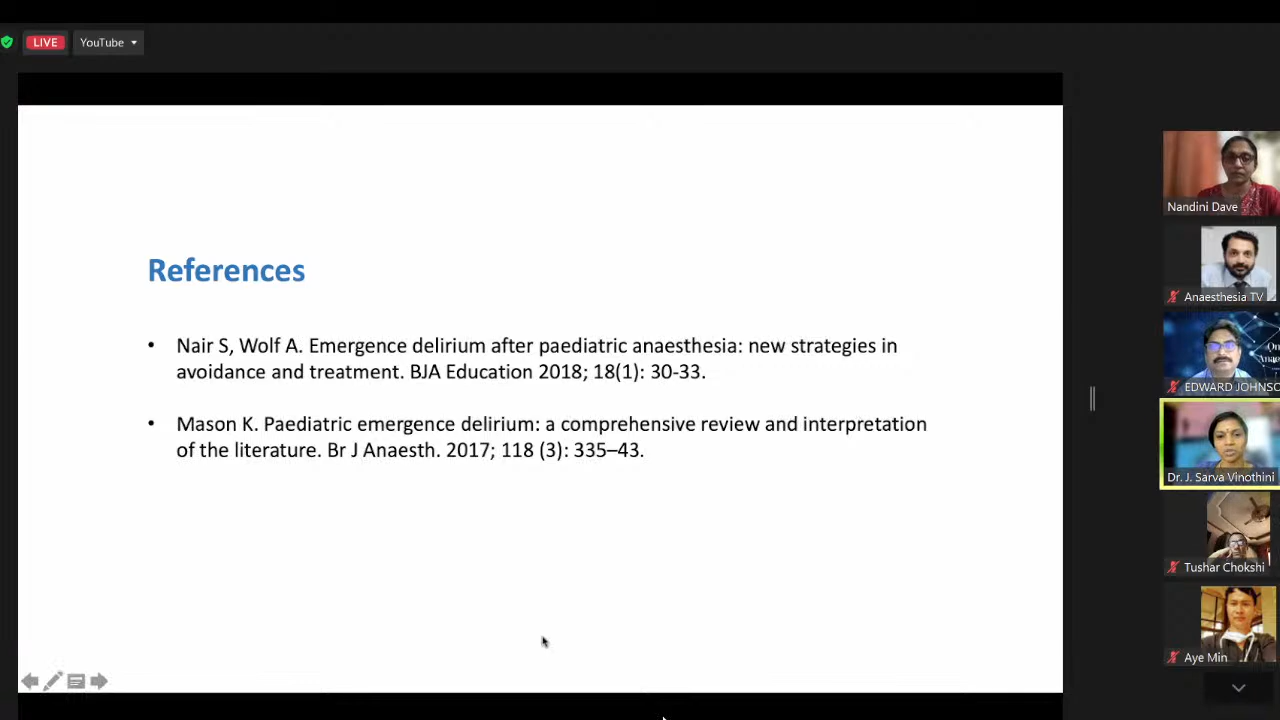 LIVE
YouTube
References
• Nair S, Wolf A. Emergence delirium after paediatric anaesthesia: new strategies in
avoidance and treatment. BJA Education 2018; 18(1): 30-33.
• Mason K. Paediatric emergence delirium: a comprehensive review and interpretation
of the literature. Br J Anaesth. 2017; 118 (3): 335–43.
Nandini Dave
Anaesthesia TV
On
Anae
EDWARD JOHNSO
Dr. J. Sarva Vinothini
Tushar Chokshi
Aye Min